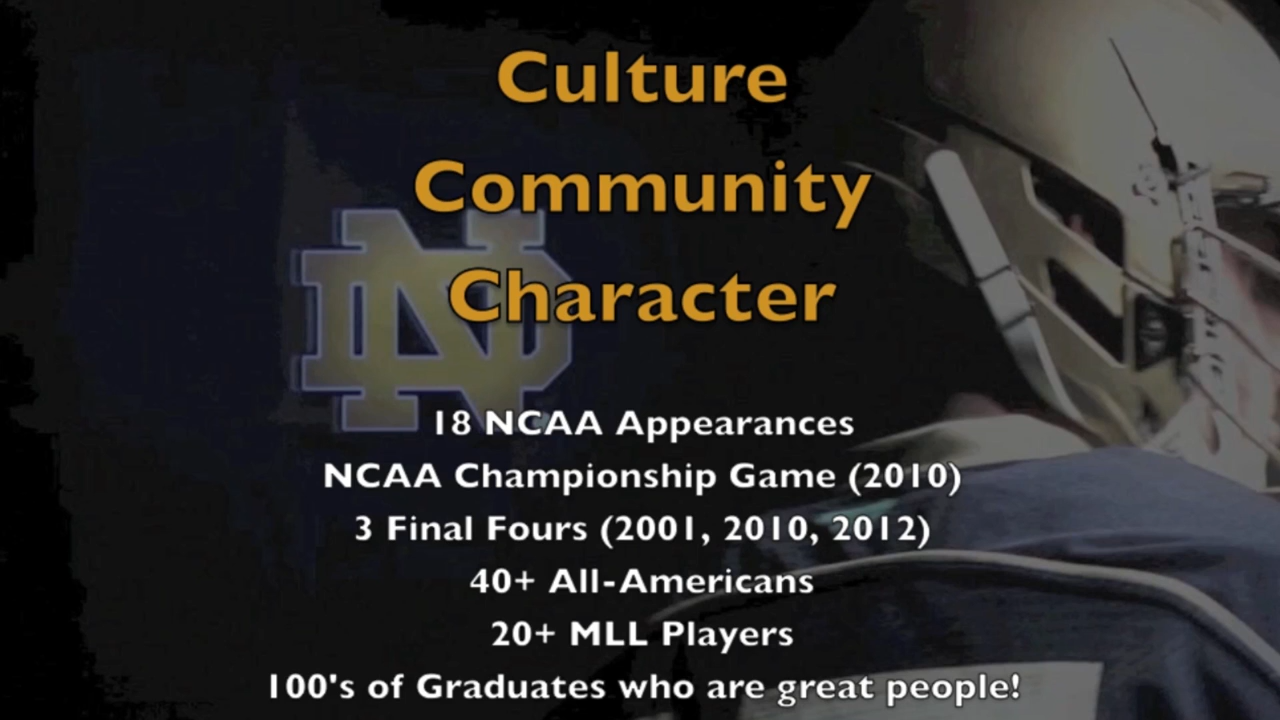 Culture
Community
Character
ND
18 NCAA Appearances
NCAA Championship Game (2010)
3 Final Fours (2001, 2010, 2012)
40+ All-Americans
20+ MLL Players
100's of Graduates who are great people!